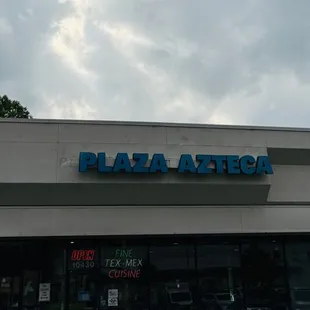 PLAZA AZTECA
OPEN
FINE
TEX-MEX
CUISINE